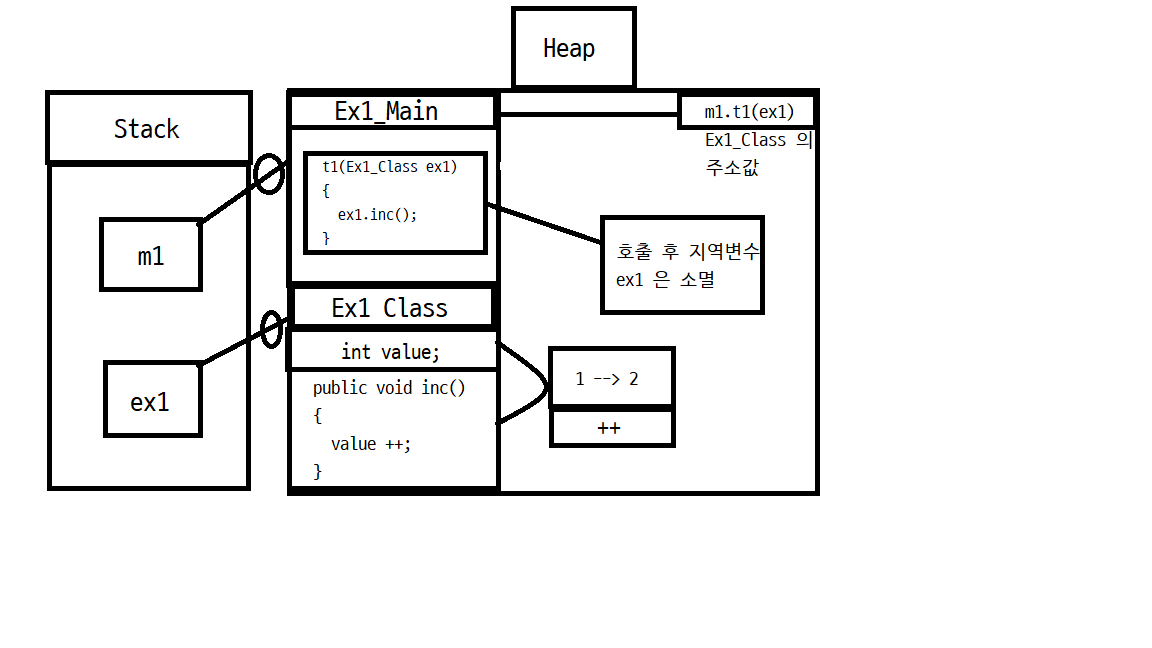 Heap
Stack
Ex1_Main
m1.t1(ex1)
Ex1_Class 의
주소값
t1(Ex1_Class ex1)
{
ex1.inc();
}
m1
호출 후 지역변수
ex1 은 소멸
Ex1 Class
int value;
ex1
public void inc()
{
value ++;
}
1 --> 2
++